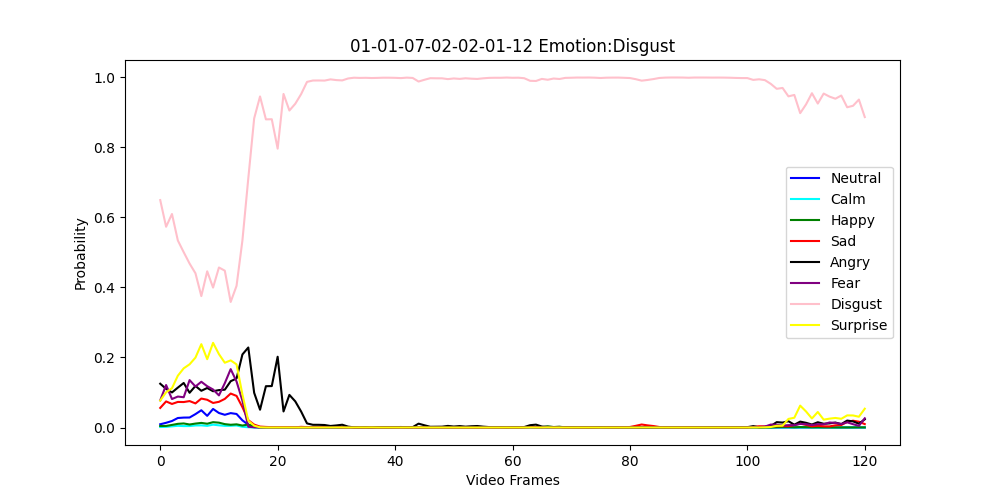 01-01-07-02-02-01-12 Emotion:Disgust
Probability
1.0
0.8
0.6
0.4
0.2
0.0
Neutral
Calm
Happy
Sad
Angry
Fear
Disgust
Surprise
0 20 40 60 80 100 120
Video Frames